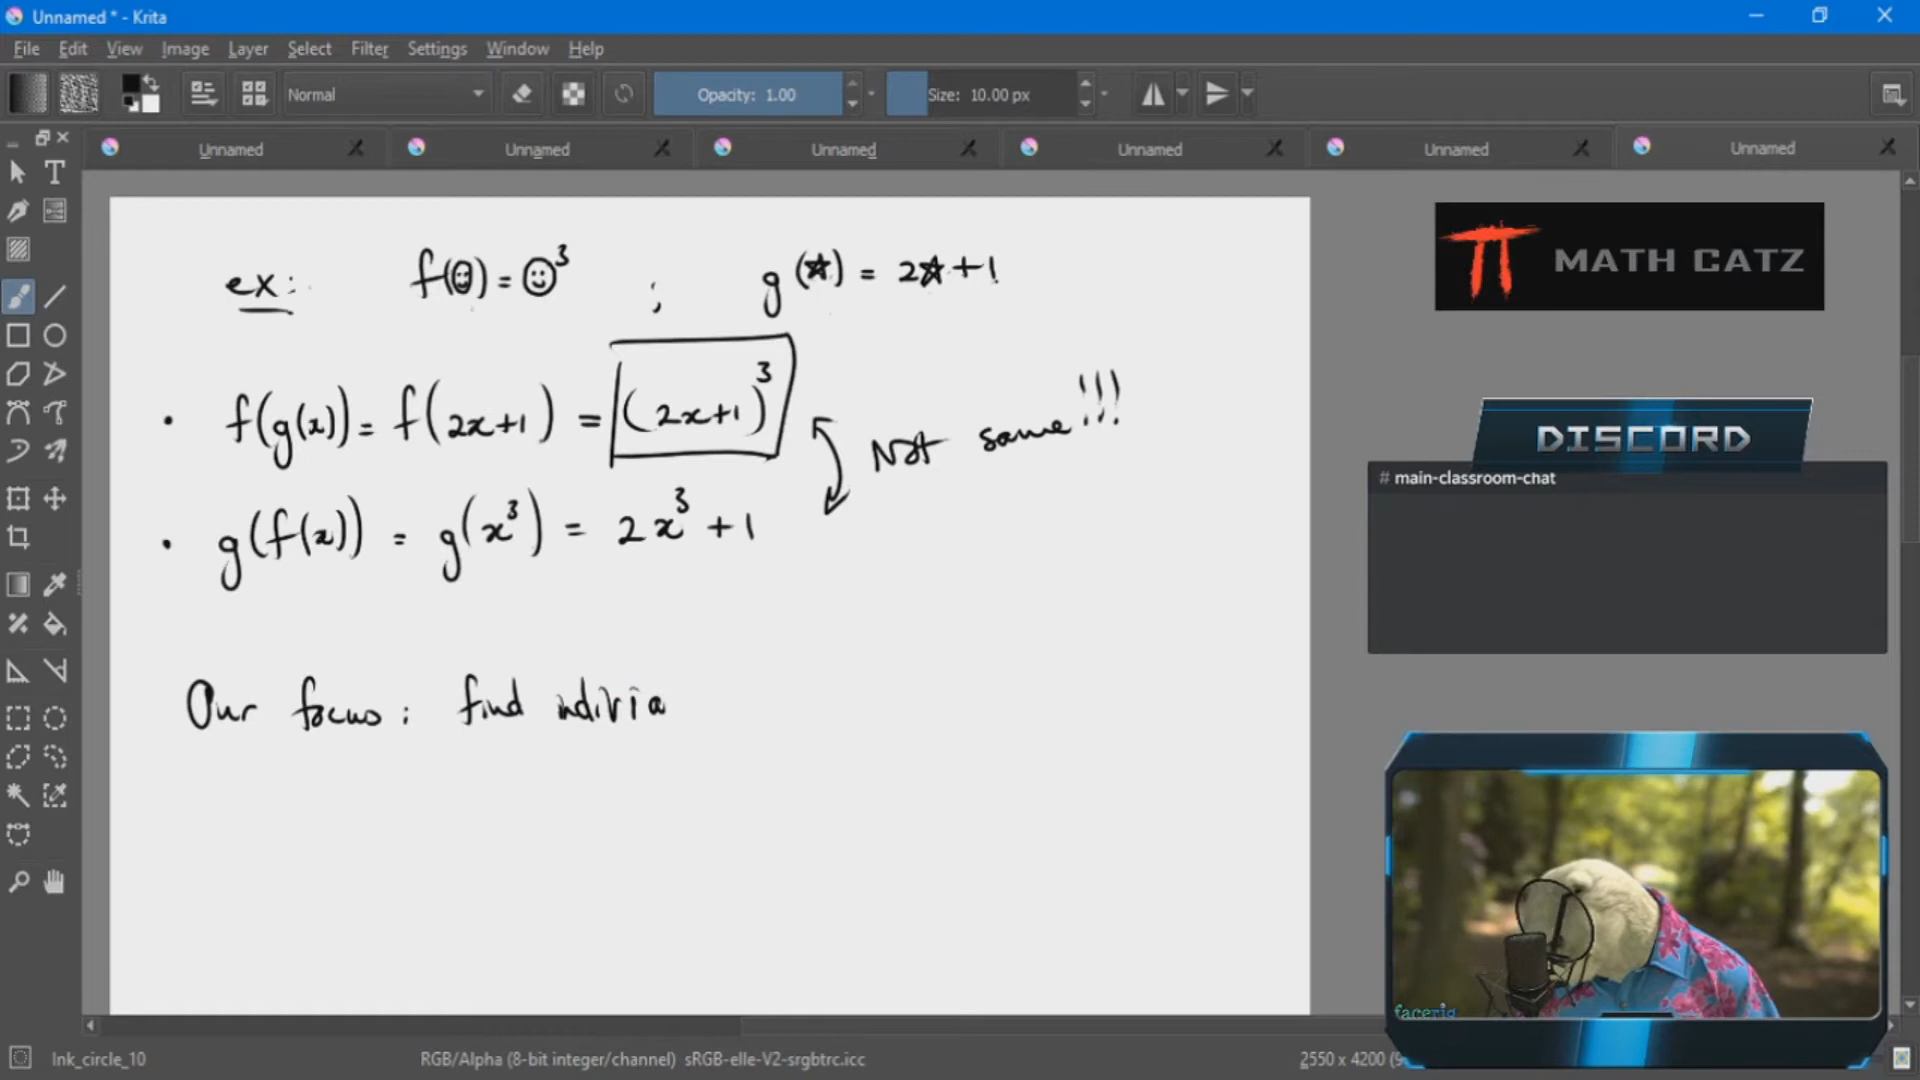 Unnamed * - Krita
File Edit View Image Layer Select Filter Settings Window Help
Normal Opacity: 1.00 Size: 10.00 px
Unnamed Unnamed Unnamed Unnamed Unnamed Unnamed
ex: f(☺) = ☺³ ; g(☆) = 2☆+1
• f(g(x)) = f(2x+1) = (2x+1)³
Not same!!!
• g(f(x)) = g(x³) = 2x³ +1
Our focus: find
MATH CATZ
DISCORD
# main-classroom-chat
facerig
Ink_circle_10 RGB/Alpha (8-bit integer/channel) sRGB-elle-V2-srgbtrc.icc 2550 x 4200 (9